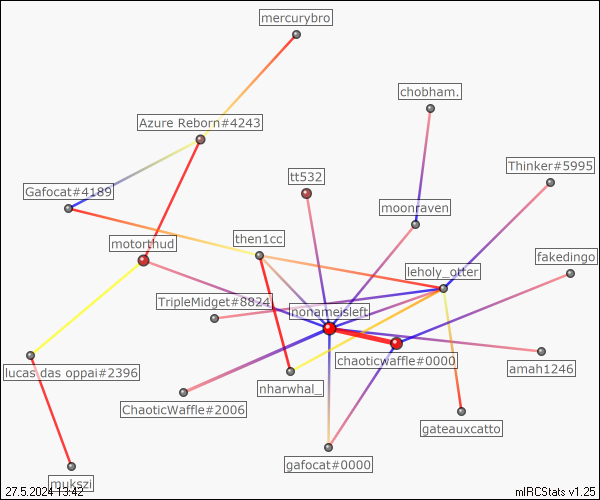 mercurybro
chobham.
Azure Reborn#4243
Thinker#5995
tt532
Gafocat#4189
moonraven
motorthud
then1cc
fakedingo
leholy_otter
TripleMidget#8824
nonameisleft
chaoticwaffle#0000
amah1246
lucas das oppai#2396
nharwhal_
ChaoticWaffle#2006
gateauxcatto
gafocat#0000
mukszi
27.5.2024 13:42
mIRCStats v1.25